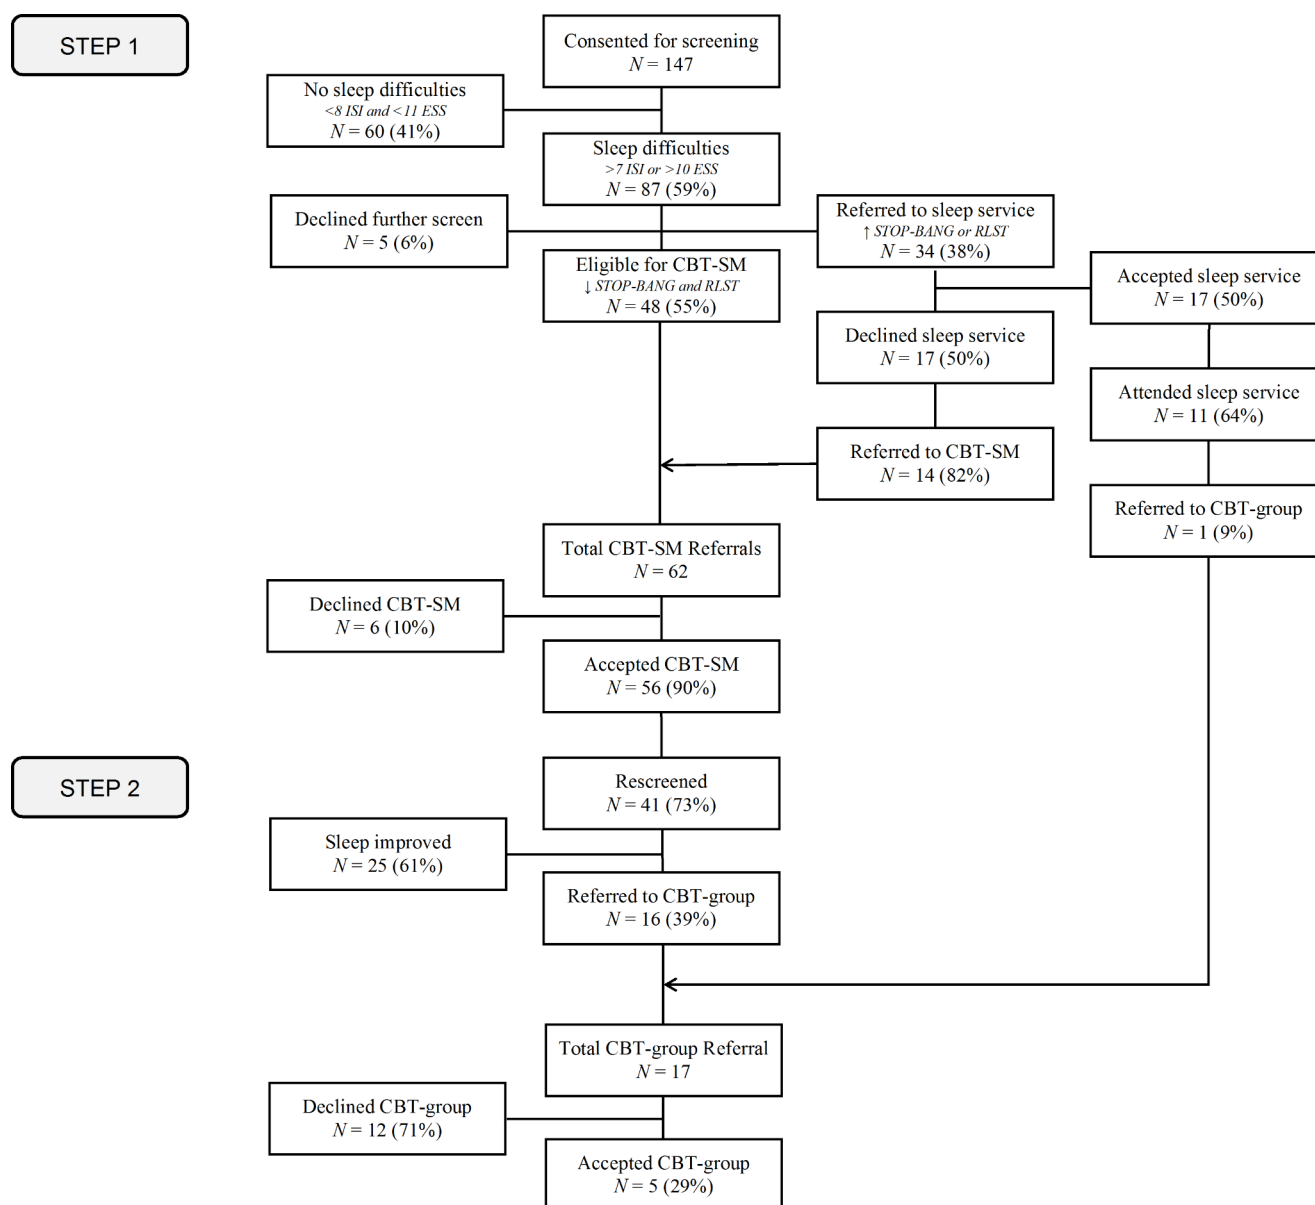 STEP 1
Consented for screening
N = 147
No sleep difficulties
<8 ISI and <11 ESS
N = 60 (41%)
Sleep difficulties
>7 ISI or >10 ESS
N = 87 (59%)
Declined further screen
N = 5 (6%)
Referred to sleep service
↑ STOP-BANG or RLST
N = 34 (38%)
Eligible for CBT-SM
↓ STOP-BANG and RLST
N = 48 (55%)
Accepted sleep service
N = 17 (50%)
Declined sleep service
N = 17 (50%)
Attended sleep service
N = 11 (64%)
Referred to CBT-SM
N = 14 (82%)
Referred to CBT-group
N = 1 (9%)
Total CBT-SM Referrals
N = 62
Declined CBT-SM
N = 6 (10%)
Accepted CBT-SM
N = 56 (90%)
STEP 2
Rescreened
N = 41 (73%)
Sleep improved
N = 25 (61%)
Referred to CBT-group
N = 16 (39%)
Total CBT-group Referral
N = 17
Declined CBT-group
N = 12 (71%)
Accepted CBT-group
N = 5 (29%)